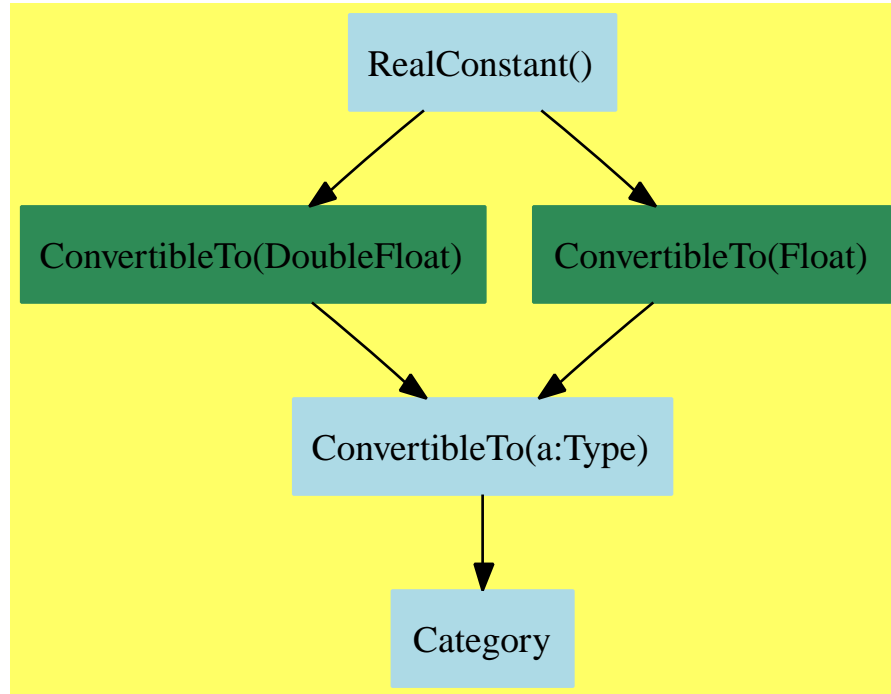 RealConstant()
ConvertibleTo(DoubleFloat)
ConvertibleTo(Float)
ConvertibleTo(a:Type)
Category